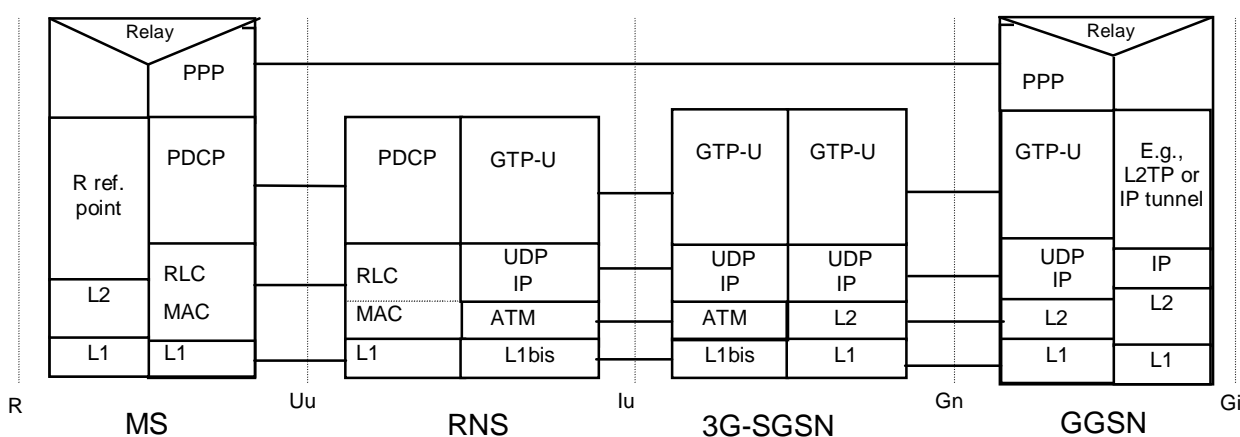 Relay
PPP
PDCP
R ref.
point
RLC
MAC
L2
L1
L1
PDCP
GTP-U
RLC
UDP
IP
MAC
ATM
L1
L1bis
GTP-U
GTP-U
UDP
IP
UDP
IP
ATM
L2
L1bis
L1
Relay
PPP
GTP-U
E.g.,
L2TP or
IP tunnel
UDP
IP
IP
L2
L2
L1
L1
R
Uu
Iu
Gn
Gi
MS
RNS
3G-SGSN
GGSN